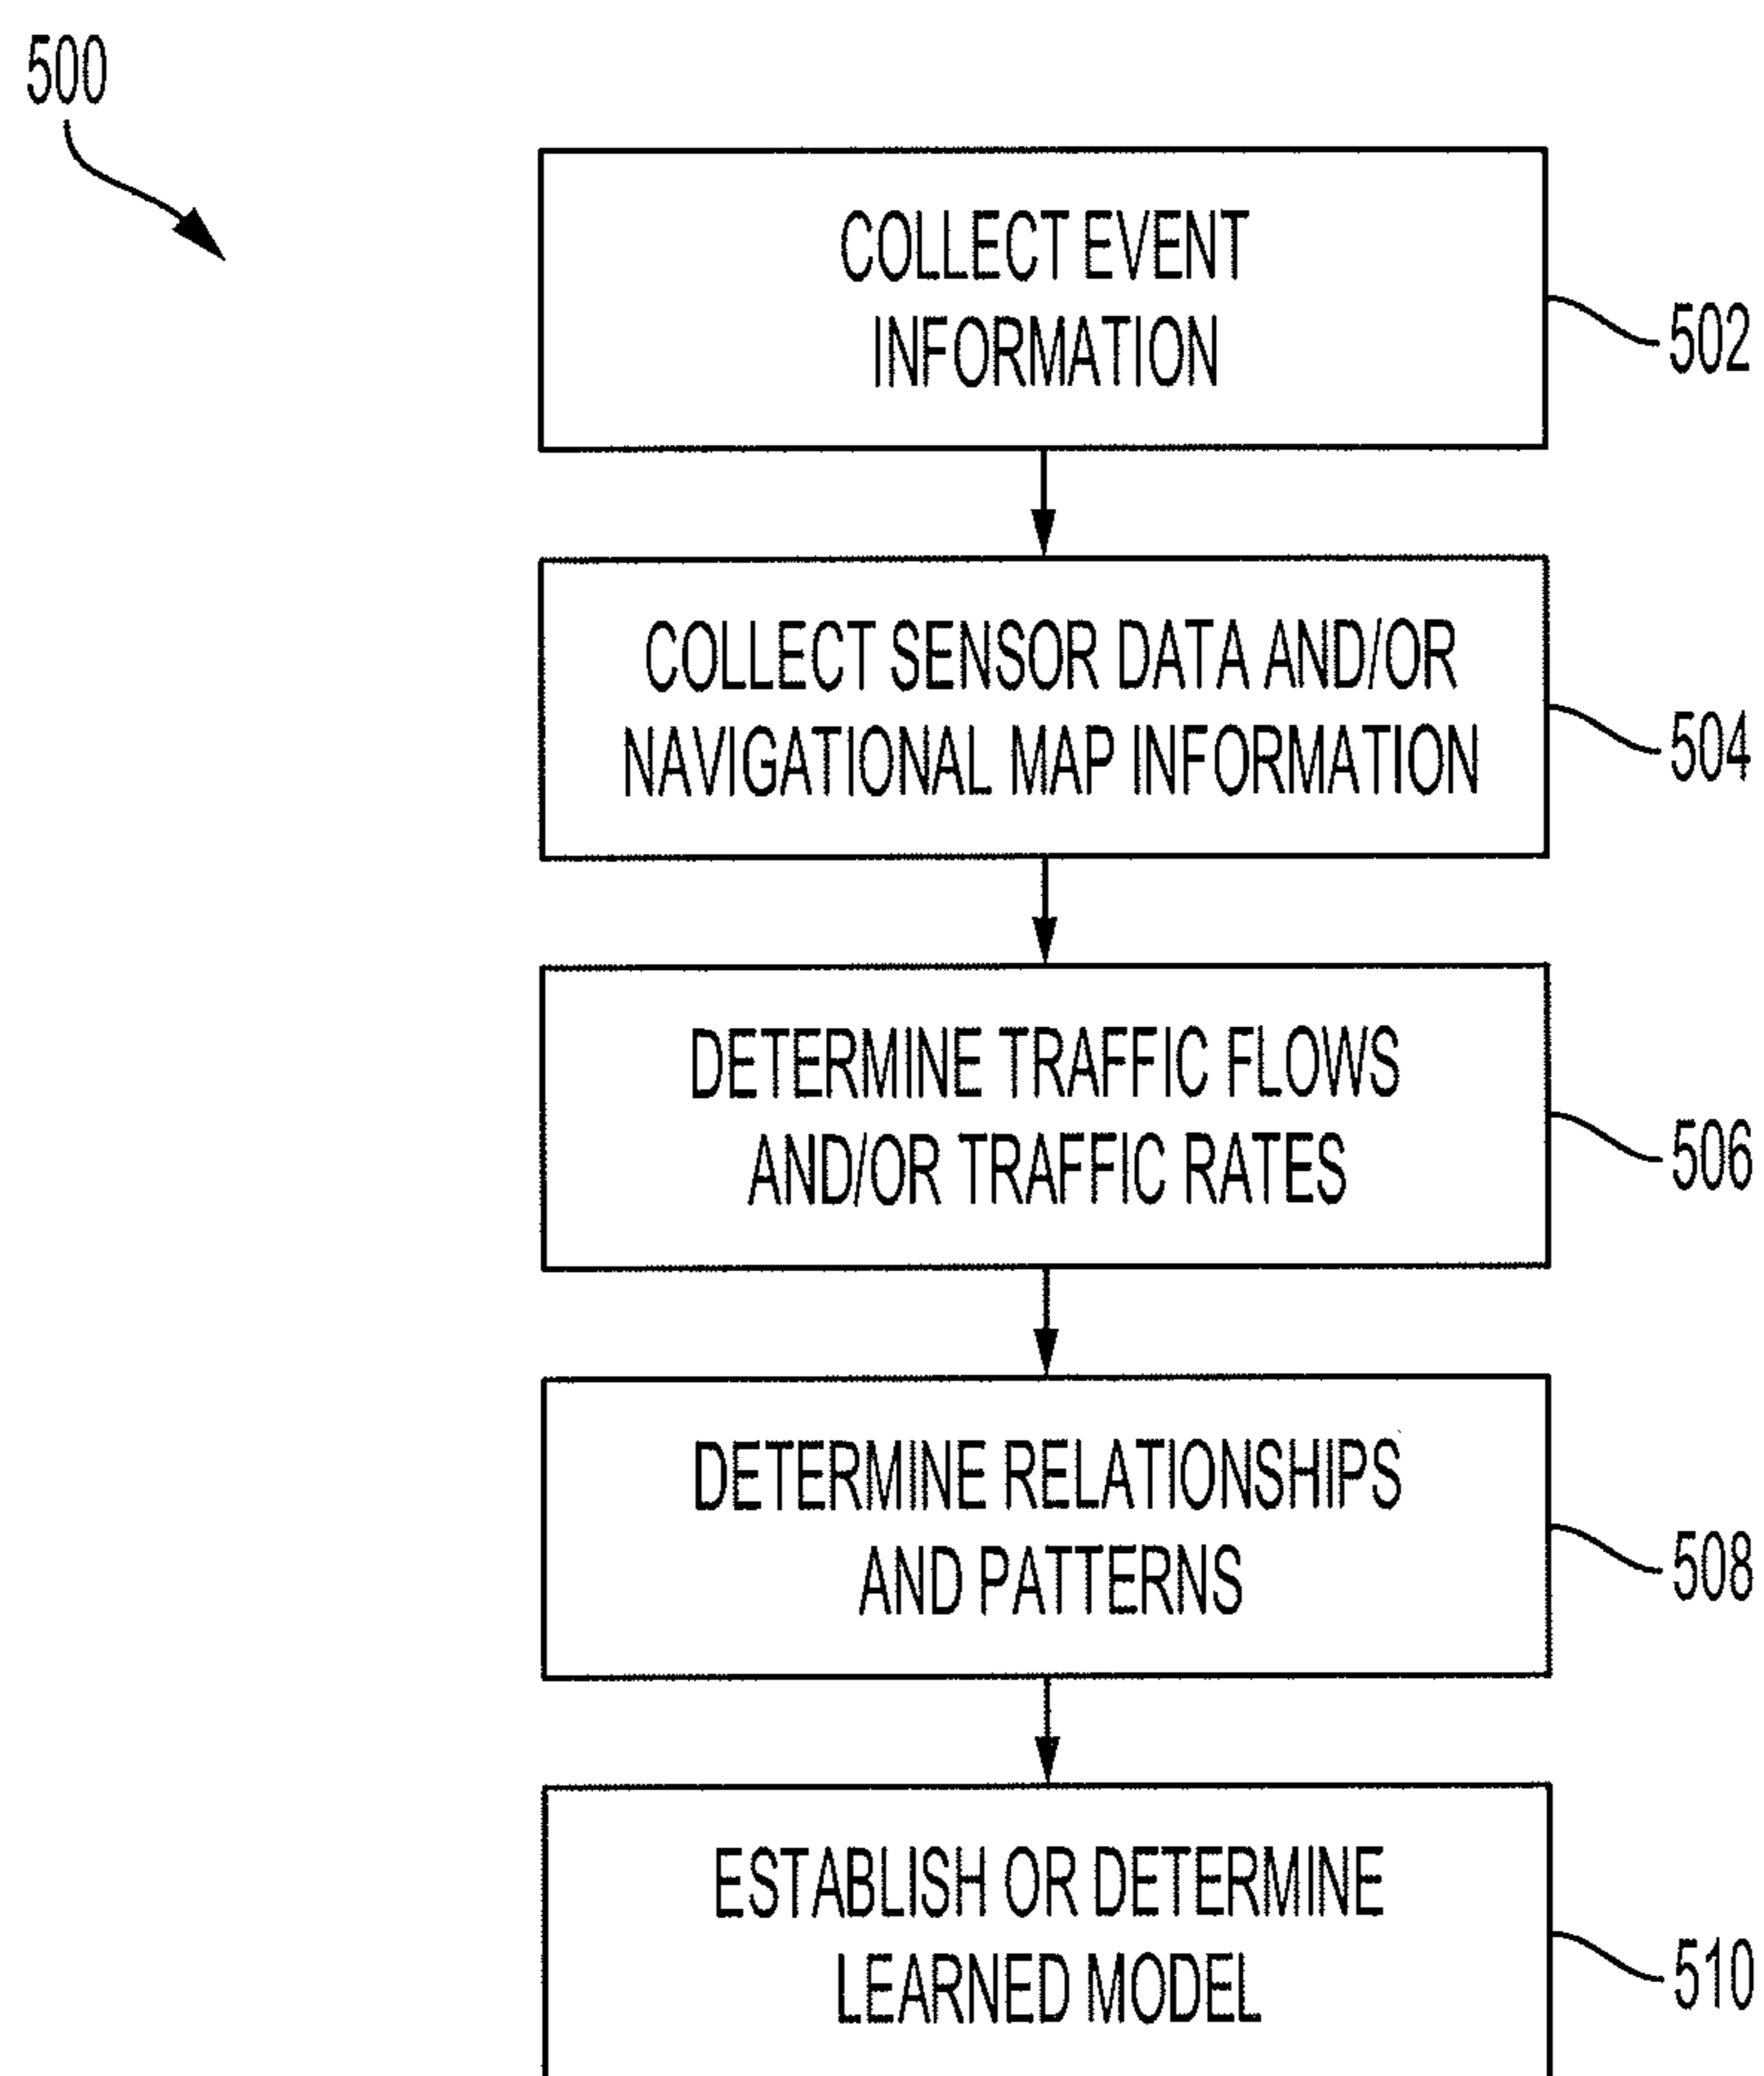 500
COLLECT EVENT
INFORMATION
502
COLLECT SENSOR DATA AND/OR
NAVIGATIONAL MAP INFORMATION
504
DETERMINE TRAFFIC FLOWS
AND/OR TRAFFIC RATES
506
DETERMINE RELATIONSHIPS
AND PATTERNS
508
ESTABLISH OR DETERMINE
LEARNED MODEL
510